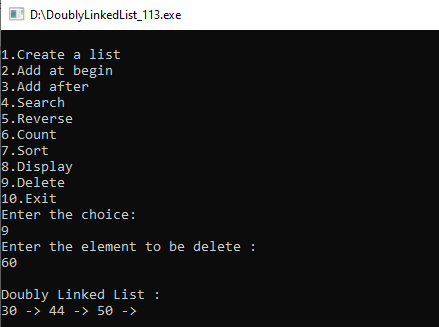 D:\DoublyLinkedList_113.exe
1.Create a list
2.Add at begin
3.Add after
4.Search
5.Reverse
6.Count
7.Sort
8.Display
9.Delete
10.Exit
Enter the choice:
9
Enter the element to be delete :
60
Doubly Linked List :
30 -> 44 -> 50 ->